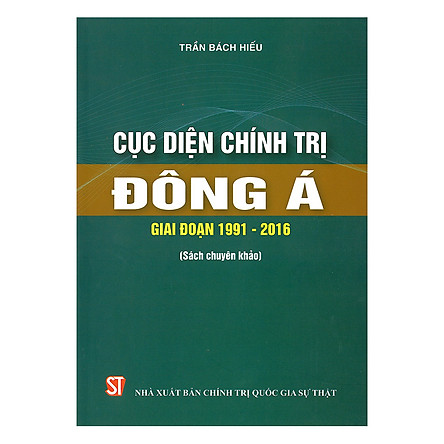 TRẦN BÁCH HIẾU
CỤC DIỆN CHÍNH TRỊ
ĐÔNG Á
GIAI ĐOẠN 1991 - 2016
(Sách chuyên khảo)
ST
NHÀ XUẤT BẢN CHÍNH TRỊ QUỐC GIA SỰ THẬT